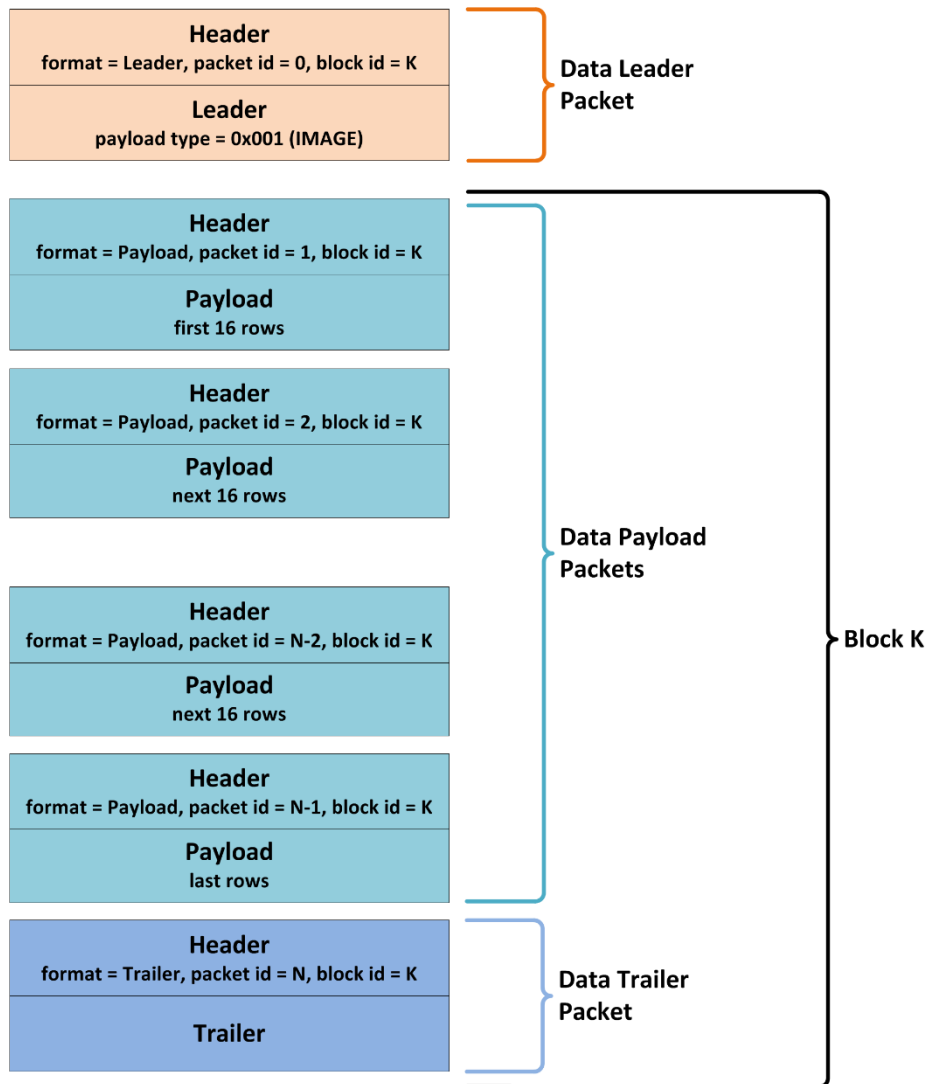 Header
format = Leader, packet id = 0, block id = K
Leader
payload type = 0x001 (IMAGE)
Data Leader
Packet
Header
format = Payload, packet id = 1, block id = K
Payload
first 16 rows
Header
format = Payload, packet id = 2, block id = K
Payload
next 16 rows
Data Payload
Packets
Header
format = Payload, packet id = N-2, block id = K
Payload
next 16 rows
Block K
Header
format = Payload, packet id = N-1, block id = K
Payload
last rows
Header
format = Trailer, packet id = N, block id = K
Trailer
Data Trailer
Packet